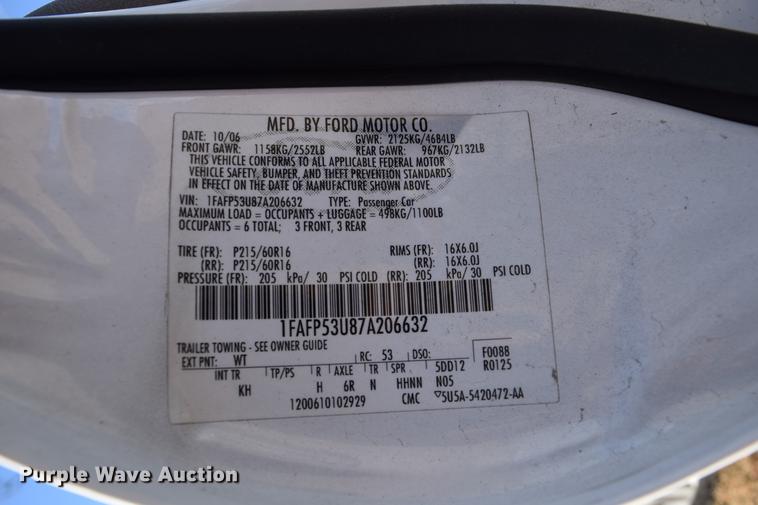 MFD. BY FORD MOTOR CO.
DATE: 10/06 GVWR: 2125KG/4684LB
FRONT GAWR: 1158KG/2552LB REAR GAWR: 967KG/2132LB
THIS VEHICLE CONFORMS TO ALL APPLICABLE FEDERAL MOTOR
VEHICLE SAFETY, BUMPER, AND THEFT PREVENTION STANDARDS
IN EFFECT ON THE DATE OF MANUFACTURE SHOWN ABOVE.
VIN: 1FAFP53U87A206632 TYPE: Passenger Car
MAXIMUM LOAD = OCCUPANTS + LUGGAGE = 498KG/1100LB
OCCUPANTS = 6 TOTAL; 3 FRONT, 3 REAR
TIRE (FR): P215/60R16 RIMS (FR): 16X6.0J
(RR): P215/60R16 (RR): 16X6.0J
PRESSURE (FR): 205 kPa/ 30 PSI COLD (RR): 205 kPa/ 30 PSI COLD
1FAFP53U87A206632
TRAILER TOWING - SEE OWNER GUIDE
EXT PNT: WT RC: 53 DSO: F0088
INT TR TP/PS R AXLE TR SPR 5DD12 R0125
KH H 6R N HHNN N05
1200610102929 CMC ▽5U5A-5420472-AA
Purple Wave Auction